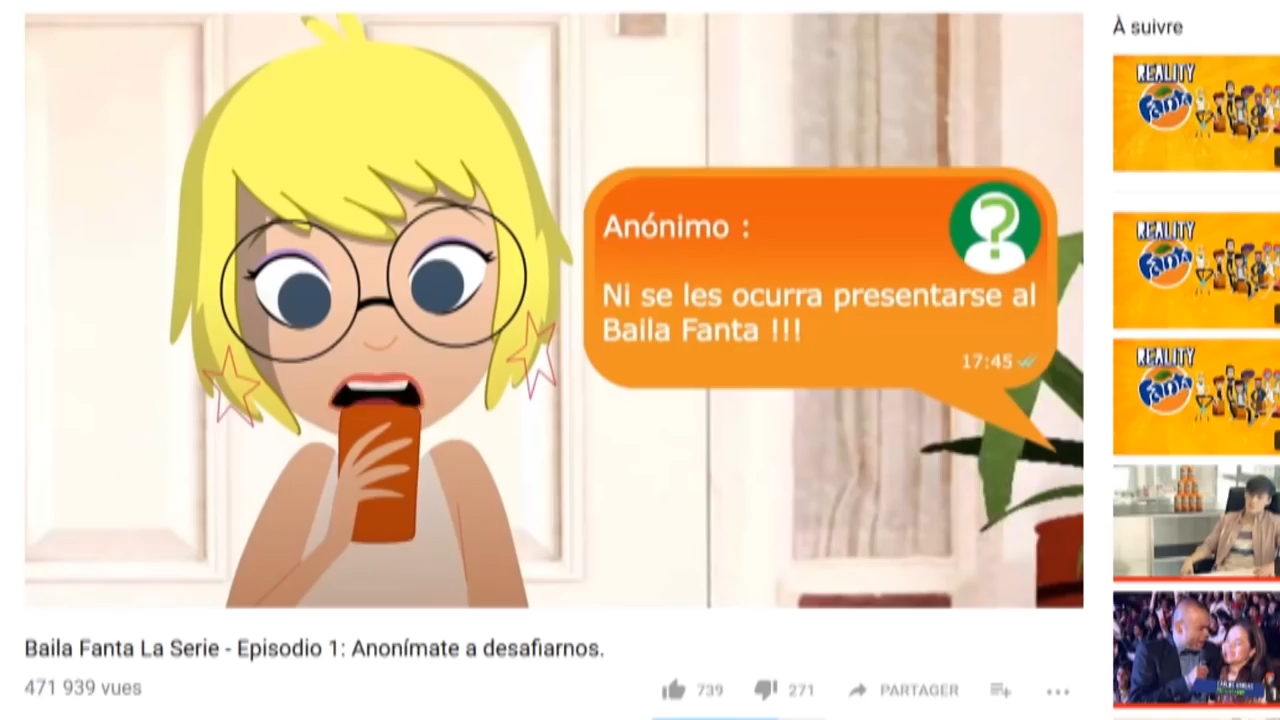 À suivre
REALITY
Fanta
Anónimo :
Ni se les ocurra presentarse al
Baila Fanta !!!
17:45
REALITY
Fanta
REALITY
Fanta
Baila Fanta La Serie - Episodio 1: Anonímate a desafiarnos.
471 939 vues
739
271
PARTAGER